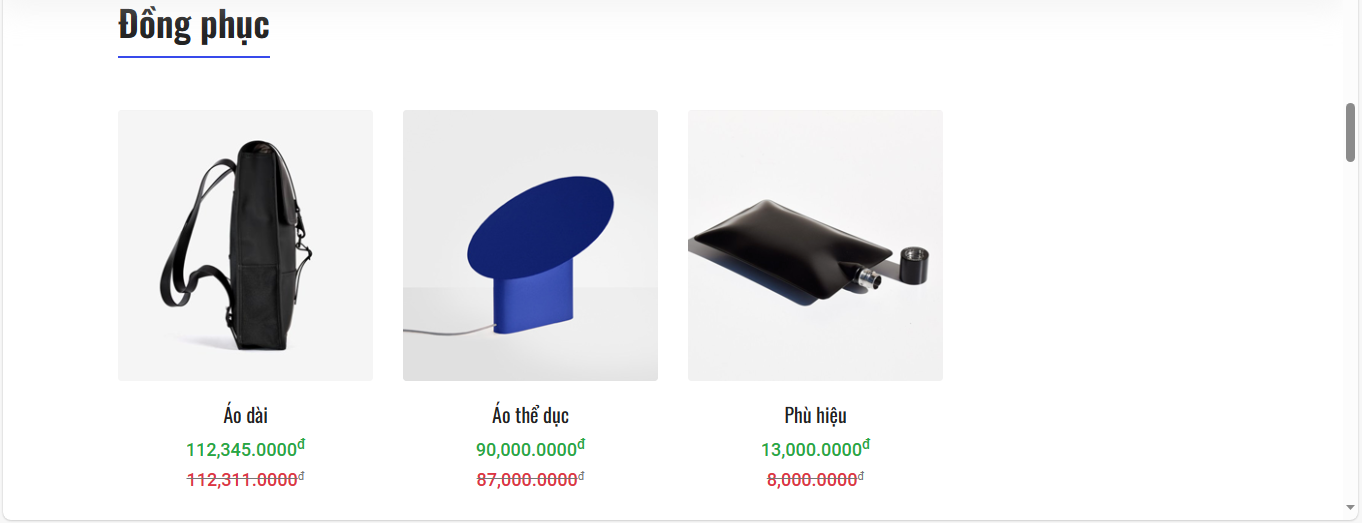 Đồng phục
Áo dài
112,345.0000đ
112,311.0000đ
Áo thể dục
90,000.0000đ
87,000.0000đ
Phù hiệu
13,000.0000đ
8,000.0000đ